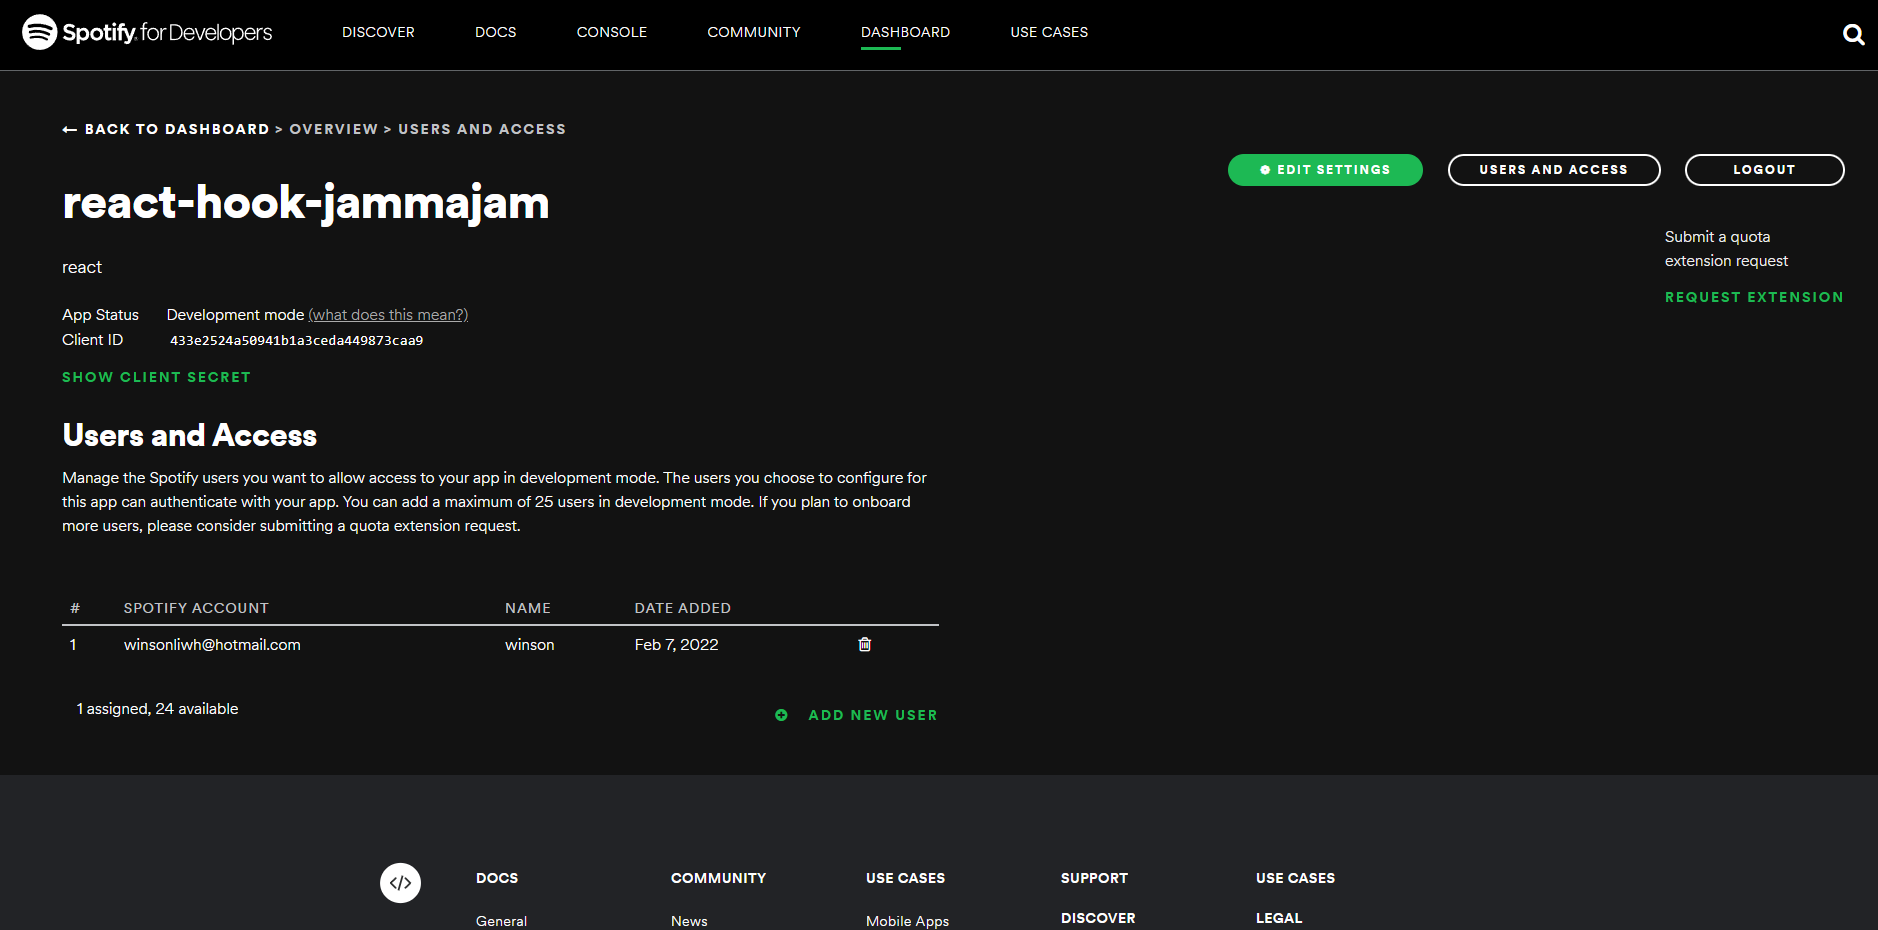 Spotify for Developers
DISCOVER
DOCS
CONSOLE
COMMUNITY
DASHBOARD
USE CASES
← BACK TO DASHBOARD > OVERVIEW > USERS AND ACCESS
EDIT SETTINGS
USERS AND ACCESS
LOGOUT
react-hook-jammajam
Submit a quota
extension request
REQUEST EXTENSION
react
App Status Development mode (what does this mean?)
Client ID 433e2524a50941b1a3ceda449873caa9
SHOW CLIENT SECRET
Users and Access
Manage the Spotify users you want to allow access to your app in development mode. The users you choose to configure for
this app can authenticate with your app. You can add a maximum of 25 users in development mode. If you plan to onboard
more users, please consider submitting a quota extension request.
# SPOTIFY ACCOUNT NAME DATE ADDED
1 winsonliwh@hotmail.com winson Feb 7, 2022
1 assigned, 24 available
ADD NEW USER
</>
DOCS
General
COMMUNITY
News
USE CASES
Mobile Apps
SUPPORT
DISCOVER
USE CASES
LEGAL